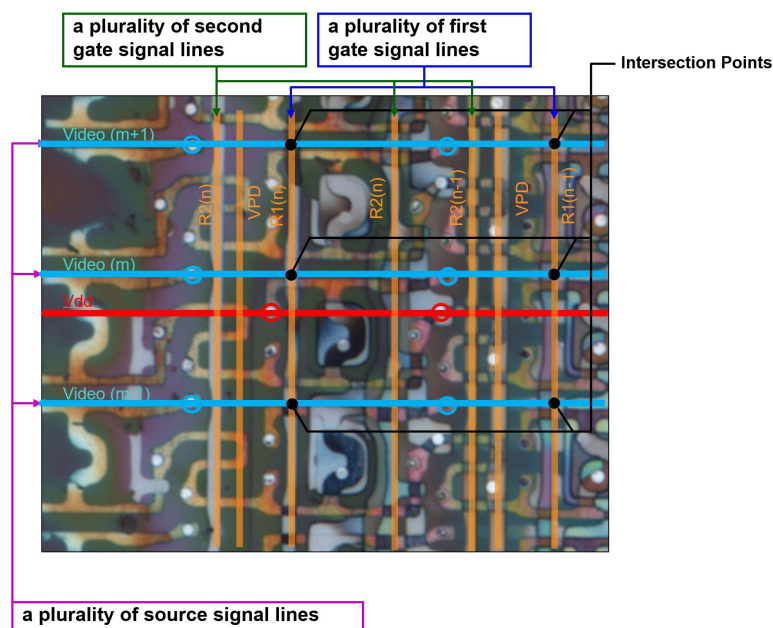 a plurality of second
gate signal lines
a plurality of first
gate signal lines
Intersection Points
Video (m+1)
R2(n)
VPD
R1(n)
R2(n)
R2(n-1)
VPD
R1(n-1)
Video (m)
Vdd
Video (m-1)
a plurality of source signal lines